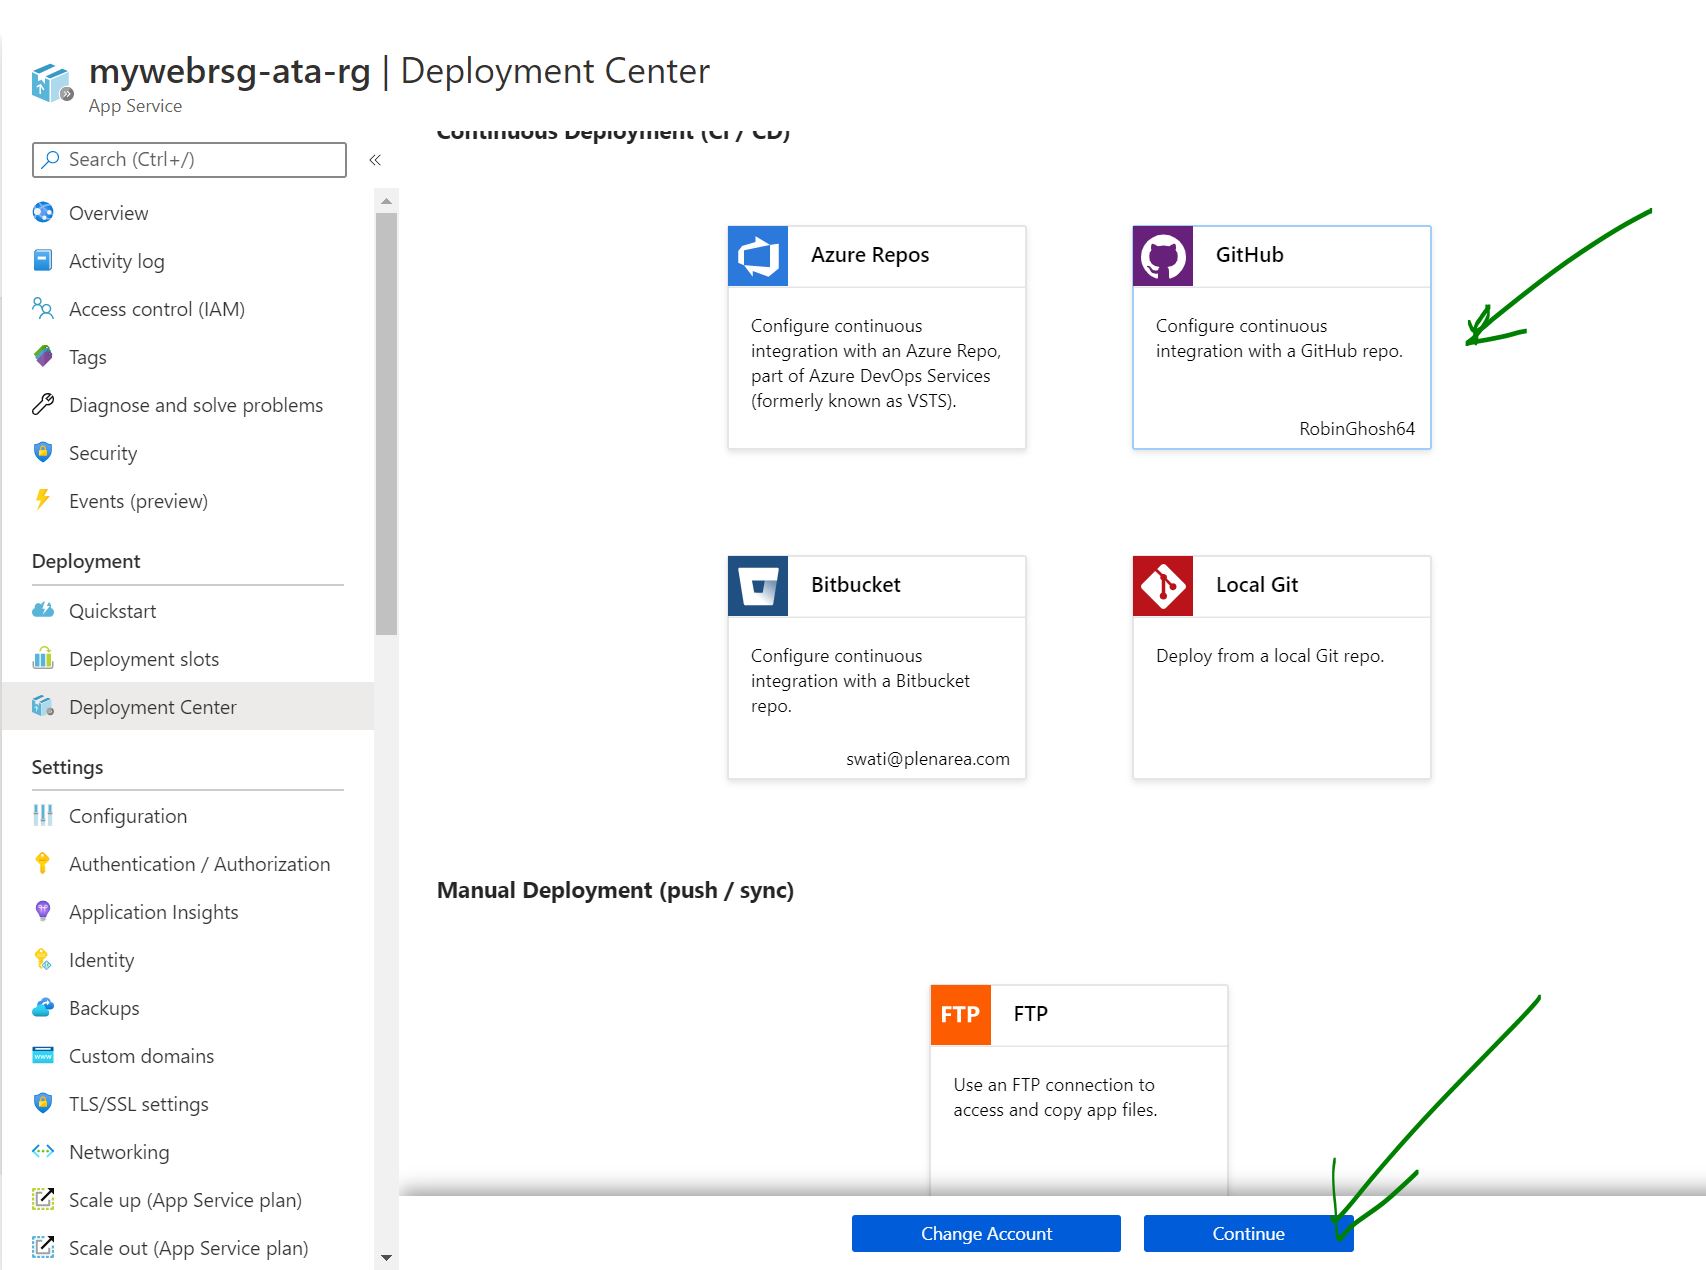 mywebrsg-ata-rg | Deployment Center
App Service
Search (Ctrl+/)
«
Overview
Activity log
Access control (IAM)
Tags
Diagnose and solve problems
Security
Events (preview)
Deployment
Quickstart
Deployment slots
Deployment Center
Settings
Configuration
Authentication / Authorization
Application Insights
Identity
Backups
Custom domains
TLS/SSL settings
Networking
Scale up (App Service plan)
Scale out (App Service plan)
Continuous Deployment (CI / CD)
Azure Repos
Configure continuous
integration with an Azure Repo,
part of Azure DevOps Services
(formerly known as VSTS).
GitHub
Configure continuous
integration with a GitHub repo.
RobinGhosh64
Bitbucket
Configure continuous
integration with a Bitbucket
repo.
swati@plenarea.com
Local Git
Deploy from a local Git repo.
Manual Deployment (push / sync)
FTP FTP
Use an FTP connection to
access and copy app files.
Change Account
Continue